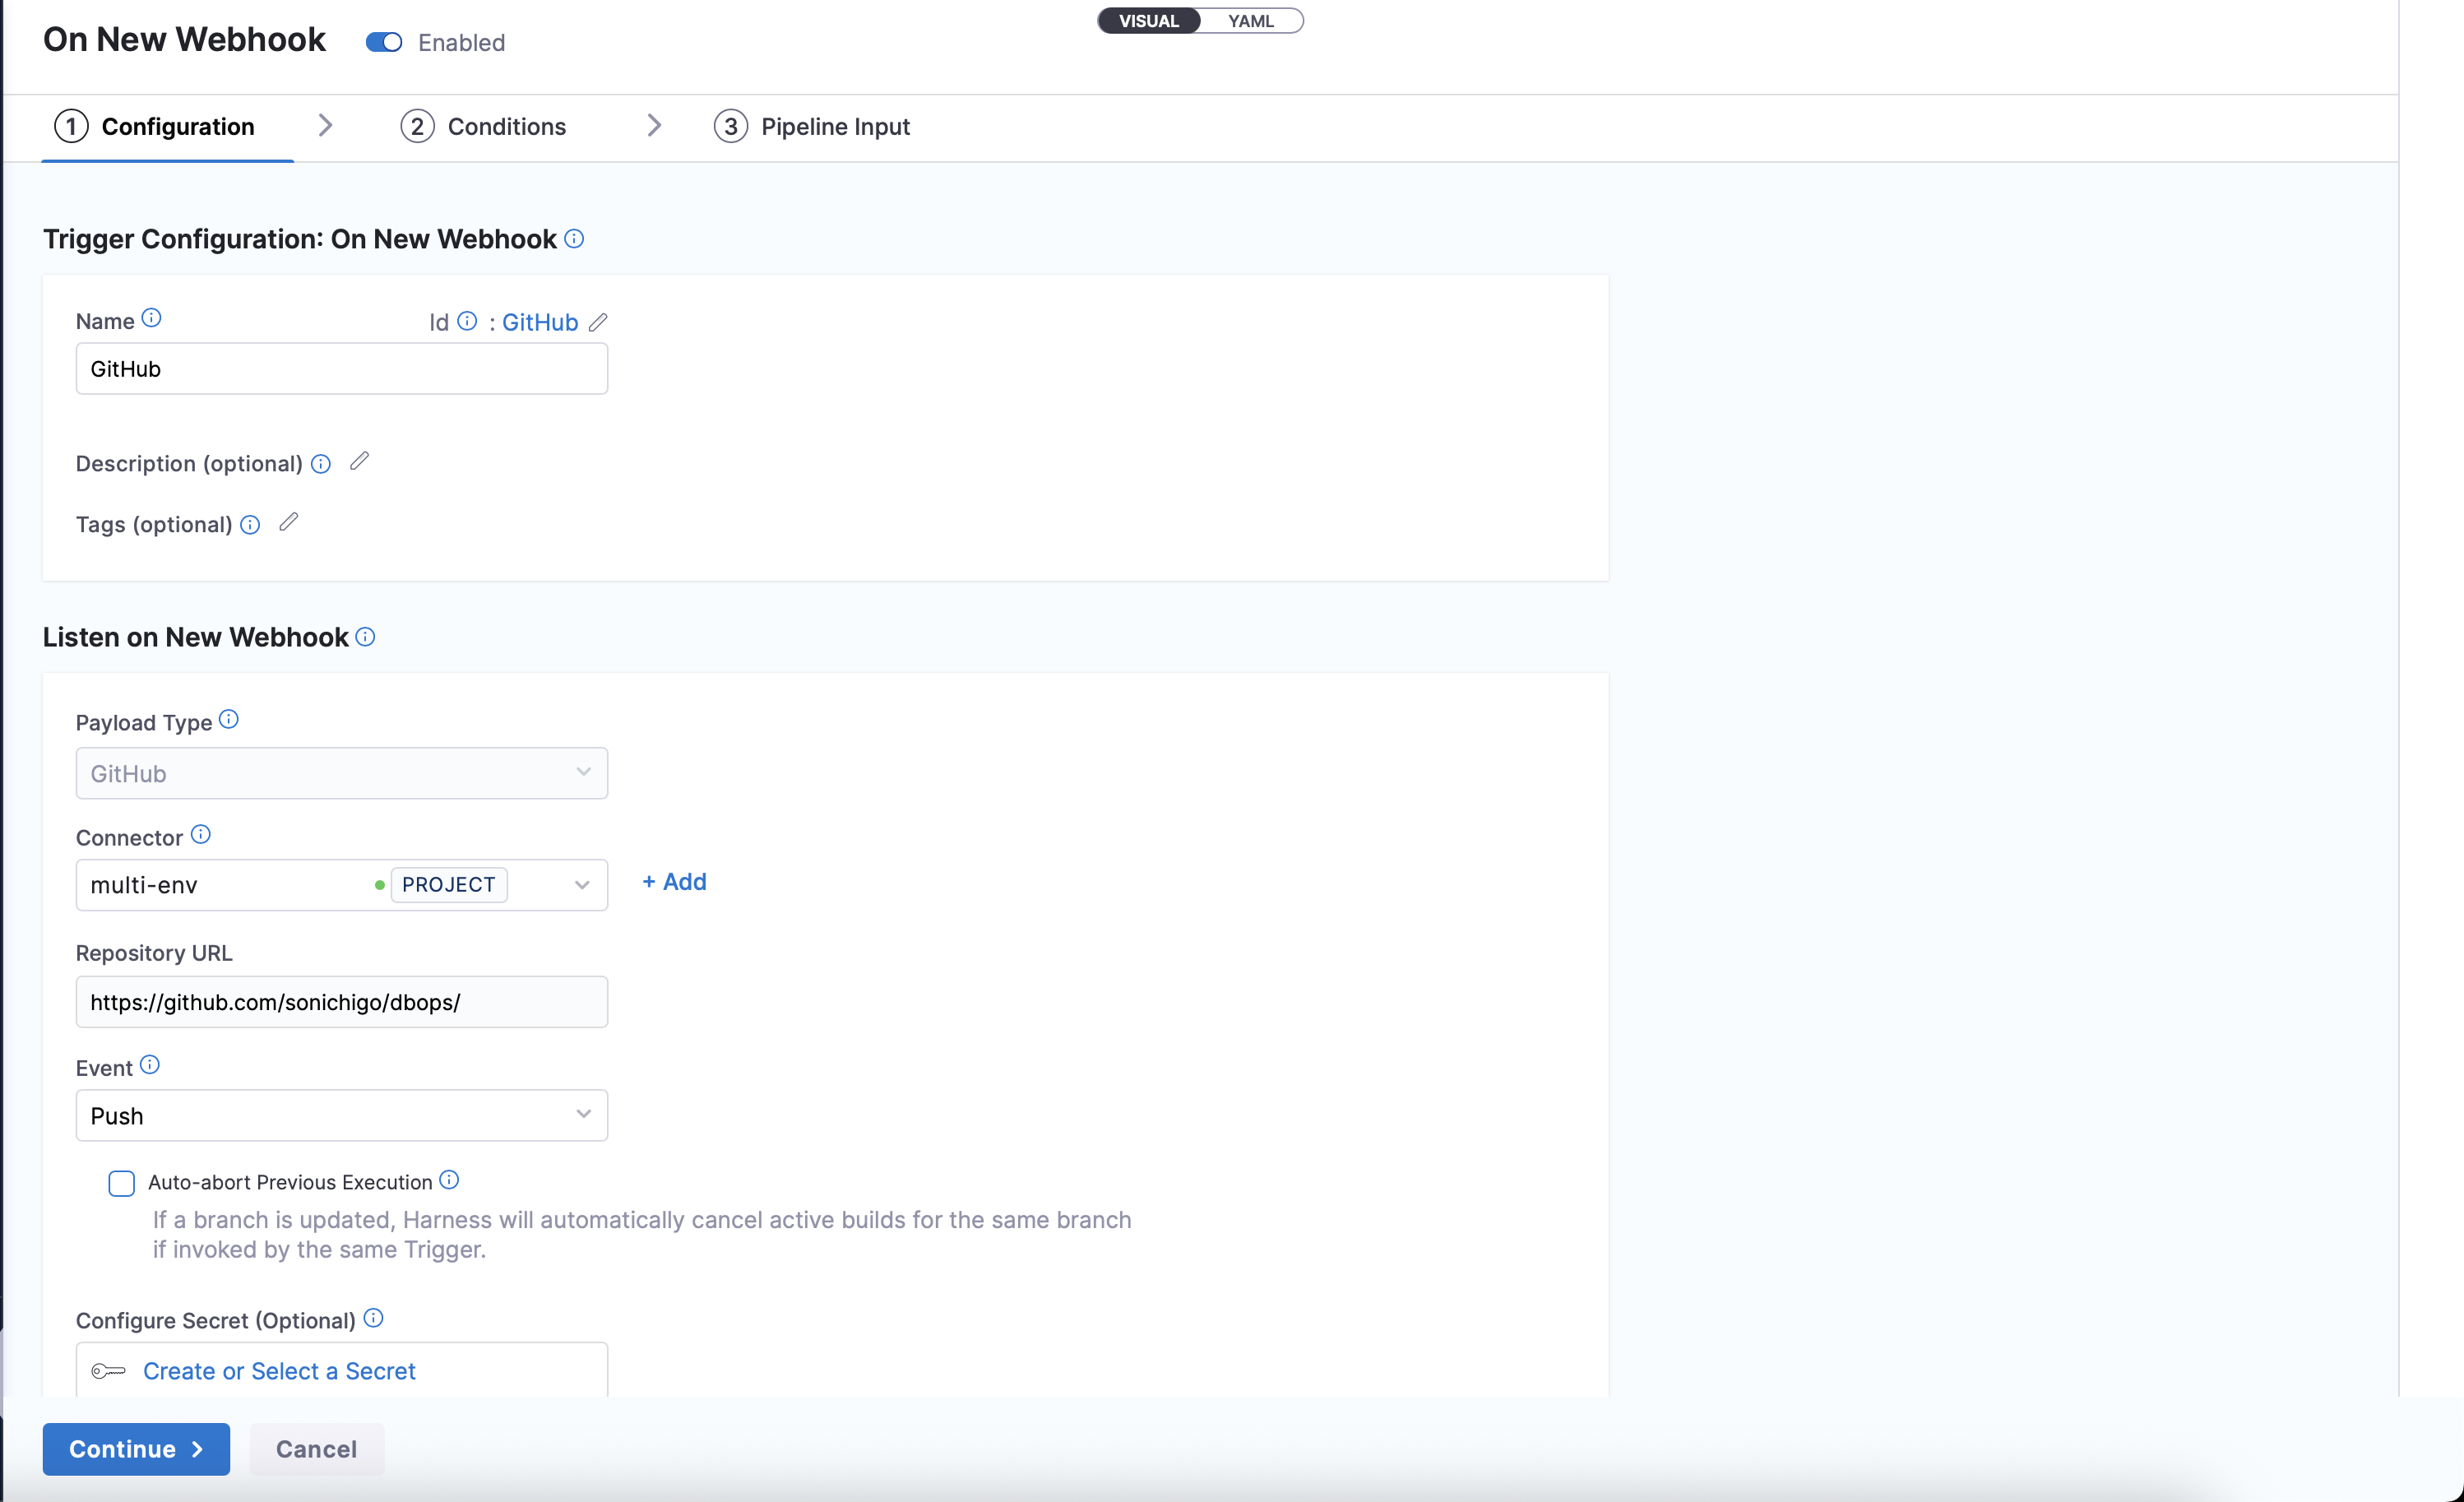 On New Webhook
Enabled
VISUAL
YAML
1 Configuration
2 Conditions
3 Pipeline Input
Trigger Configuration: On New Webhook
Name
Id : GitHub
GitHub
Description (optional)
Tags (optional)
Listen on New Webhook
Payload Type
GitHub
Connector
multi-env PROJECT
+ Add
Repository URL
https://github.com/sonichigo/dbops/
Event
Push
Auto-abort Previous Execution
If a branch is updated, Harness will automatically cancel active builds for the same branch
if invoked by the same Trigger.
Configure Secret (Optional)
Create or Select a Secret
Continue
Cancel